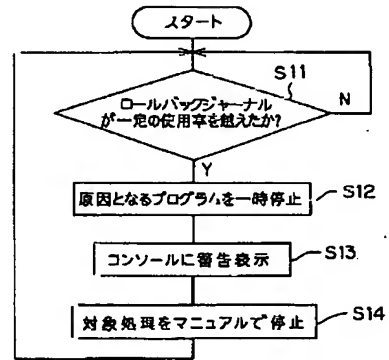 スタート
S11
ロールバックジャーナル
が一定の使用率を越えたか?
N
Y
原因となるプログラムを一時停止
S12
コンソールに警告表示
S13
対象処理をマニュアルで停止
S14